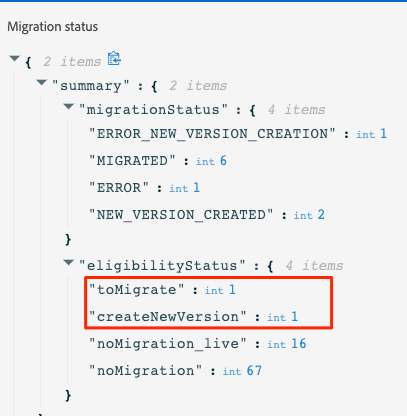 Migration status
{ 2 items
"summary" : { 2 items
"migrationStatus" : { 4 items
"ERROR_NEW_VERSION_CREATION" : int 1
"MIGRATED" : int 6
"ERROR" : int 1
"NEW_VERSION_CREATED" : int 2
}
"eligibilityStatus" : { 4 items
"toMigrate" : int 1
"createNewVersion" : int 1
"noMigration_live" : int 16
"noMigration" : int 67
}
}